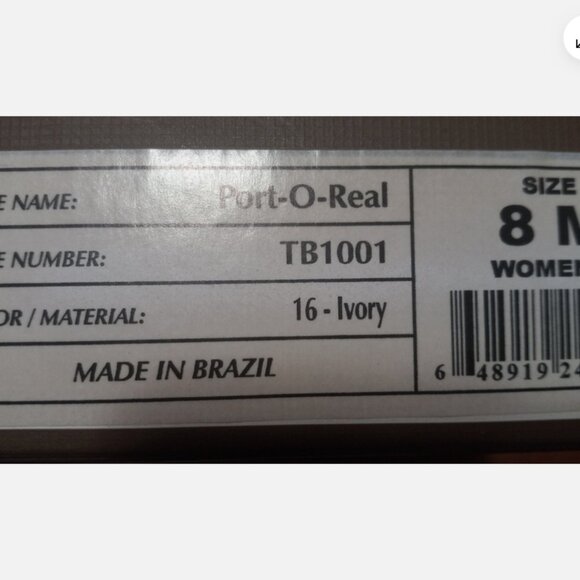 E NAME: Port-O-Real
E NUMBER: TB1001
OR / MATERIAL: 16 - Ivory
MADE IN BRAZIL
SIZE
8 M
WOMEN
6 48919 24